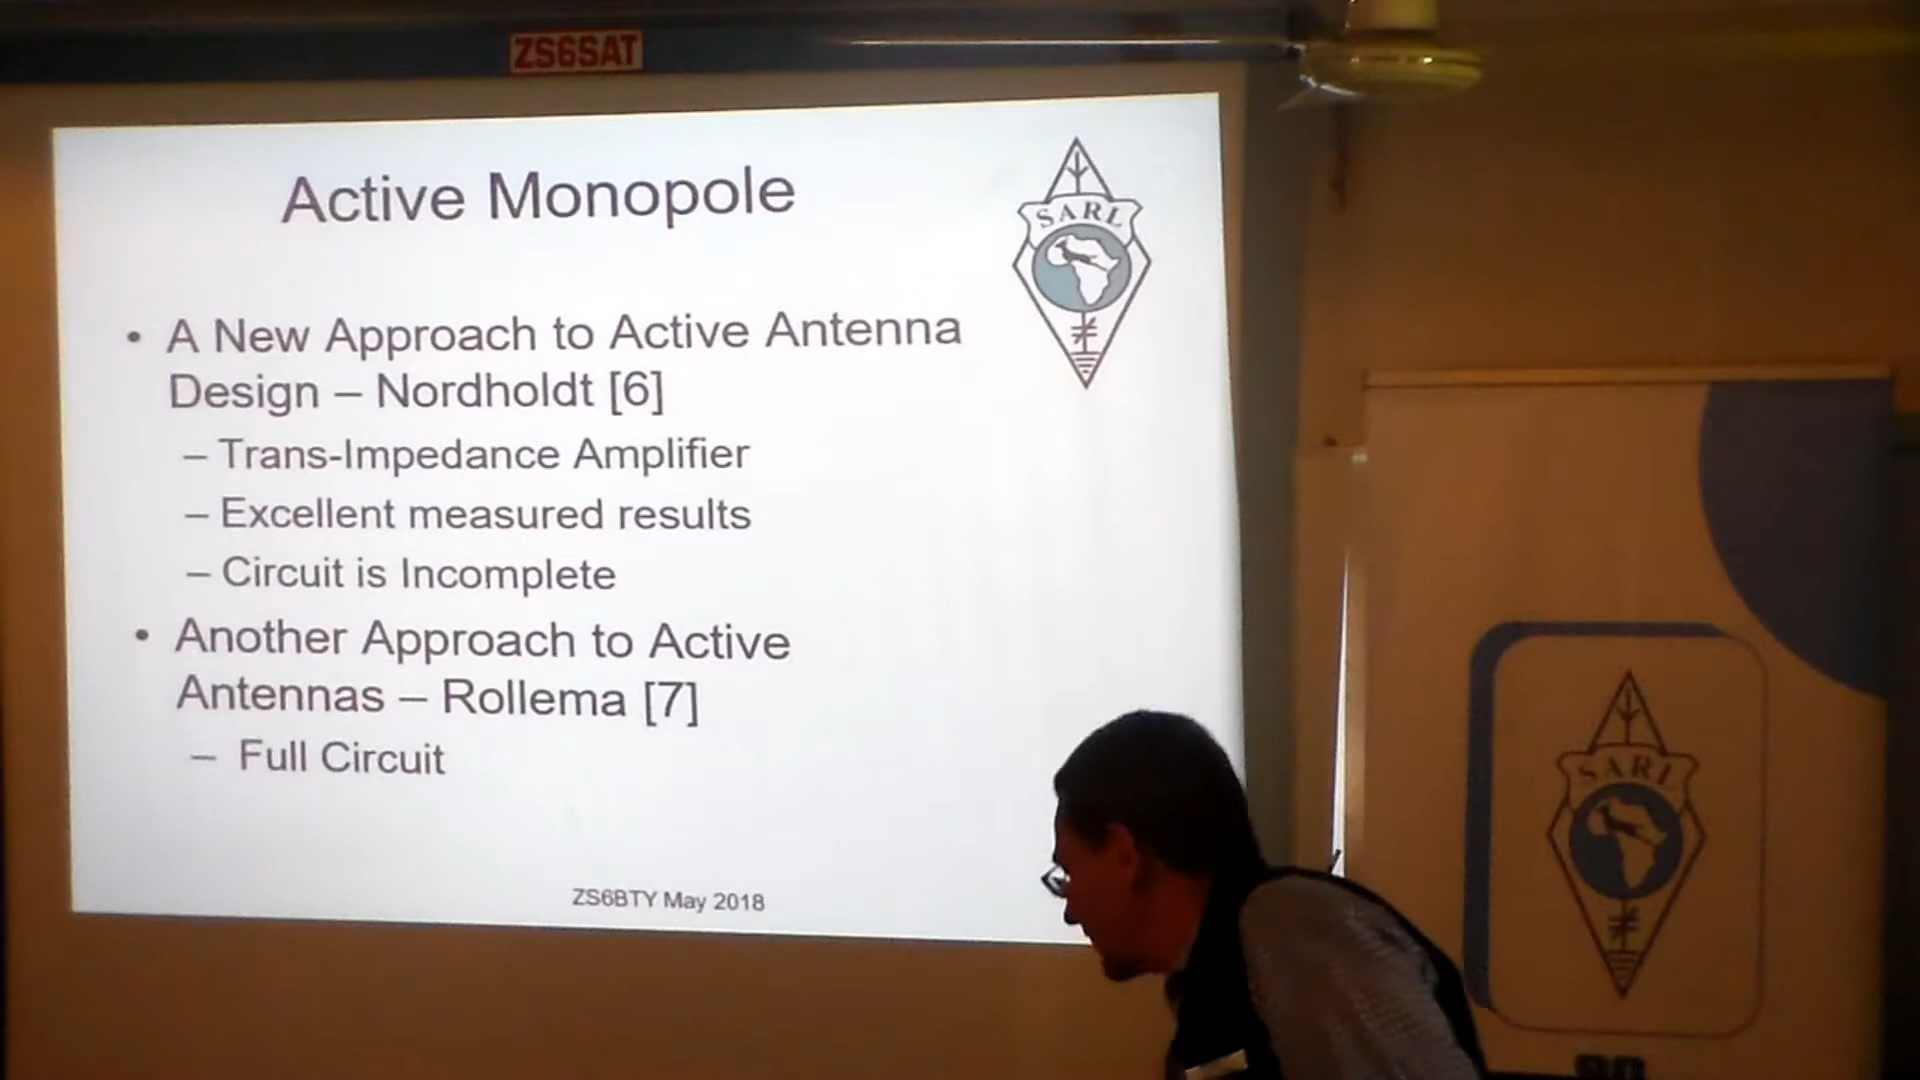 ZS6SAT
Active Monopole
SARL
• A New Approach to Active Antenna
Design – Nordholdt [6]
– Trans-Impedance Amplifier
– Excellent measured results
– Circuit is Incomplete
• Another Approach to Active
Antennas – Rollema [7]
– Full Circuit
ZS6BTY May 2018
SARL